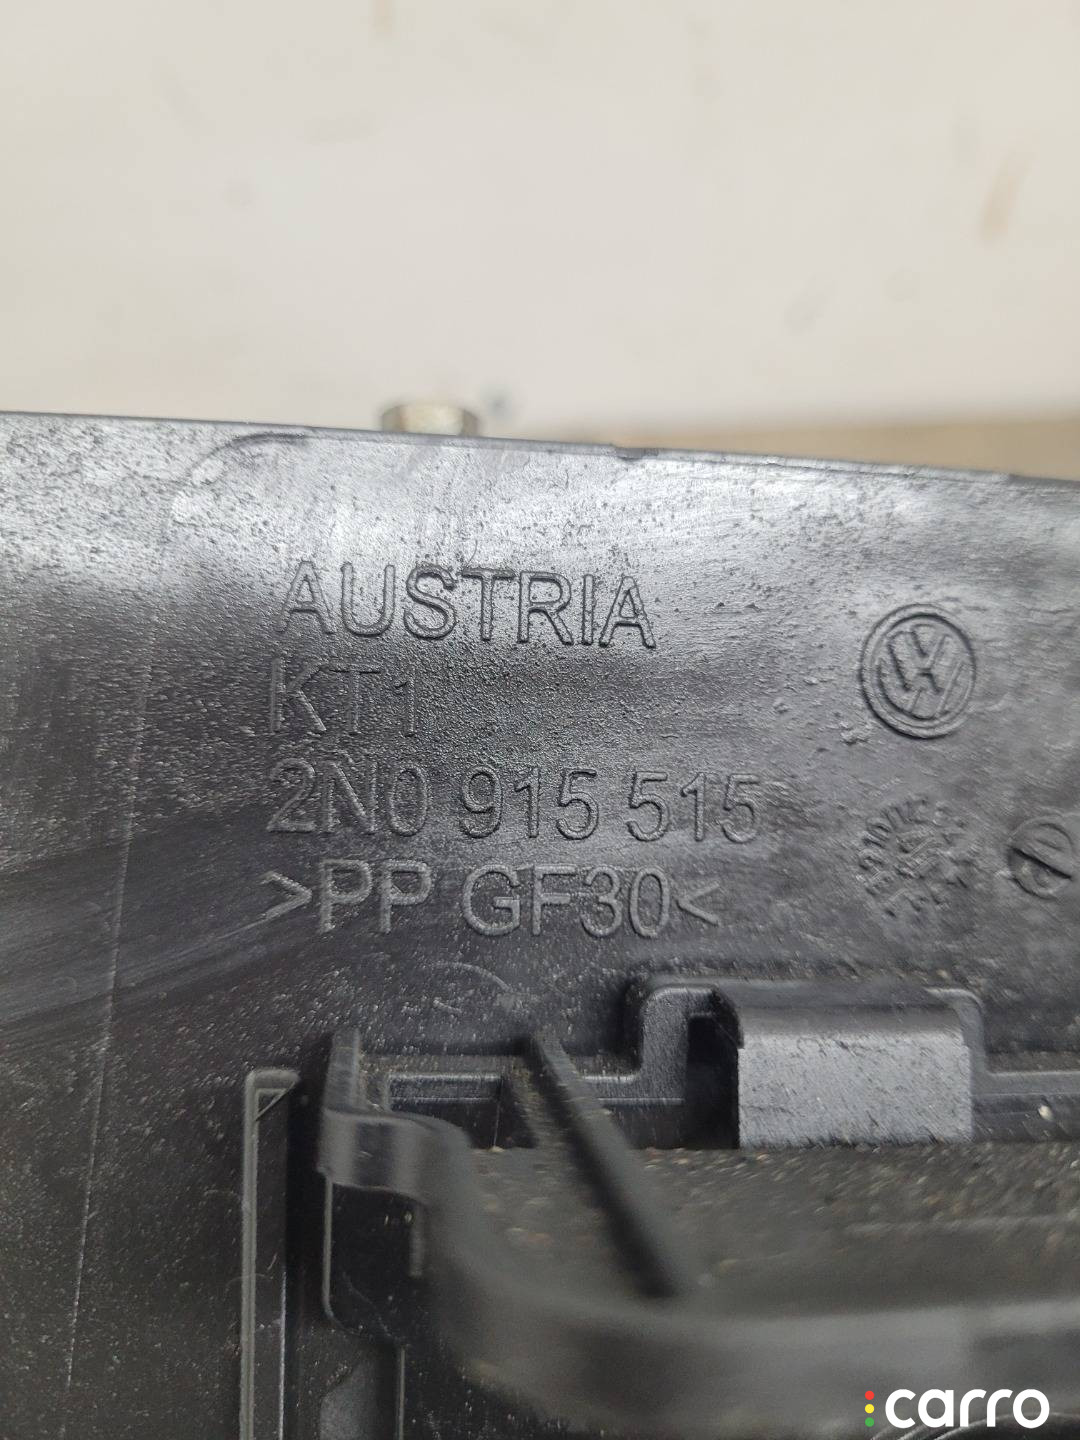 AUSTRIA
KT1
2N0 915 515
>PP GF30<
carro